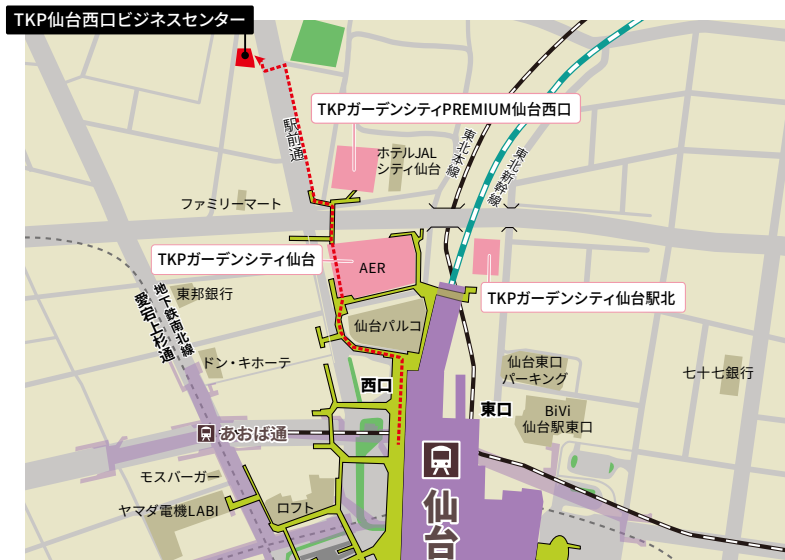 TKP仙台西口ビジネスセンター
TKPガーデンシティPREMIUM仙台西口
駅前通
ホテルJAL
シティ仙台
東北本線
東北新幹線
ファミリーマート
TKPガーデンシティ仙台
AER
TKPガーデンシティ仙台駅北
地下鉄南北線
愛宕上杉通
東邦銀行
仙台パルコ
ドン・キホーテ
西口
仙台東口
パーキング
七十七銀行
東口
BiVi
仙台駅東口
あおば通
モスバーガー
ヤマダ電機LABI
ロフト
仙台